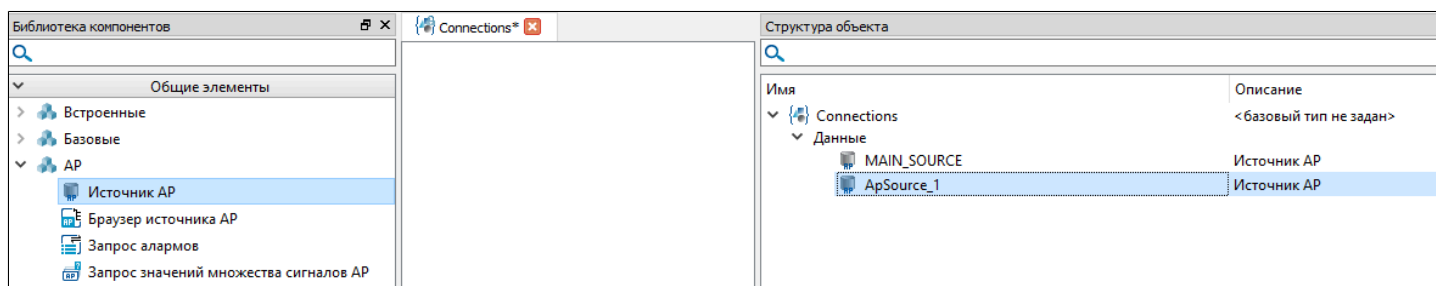 Библиотека компонентов
Общие элементы
Встроенные
Базовые
AP
Источник AP
Браузер источника AP
Запрос алармов
Запрос значений множества сигналов AP
Connections*
Структура объекта
Имя Описание
Connections <базовый тип не задан>
Данные
MAIN_SOURCE Источник AP
ApSource_1 Источник AP